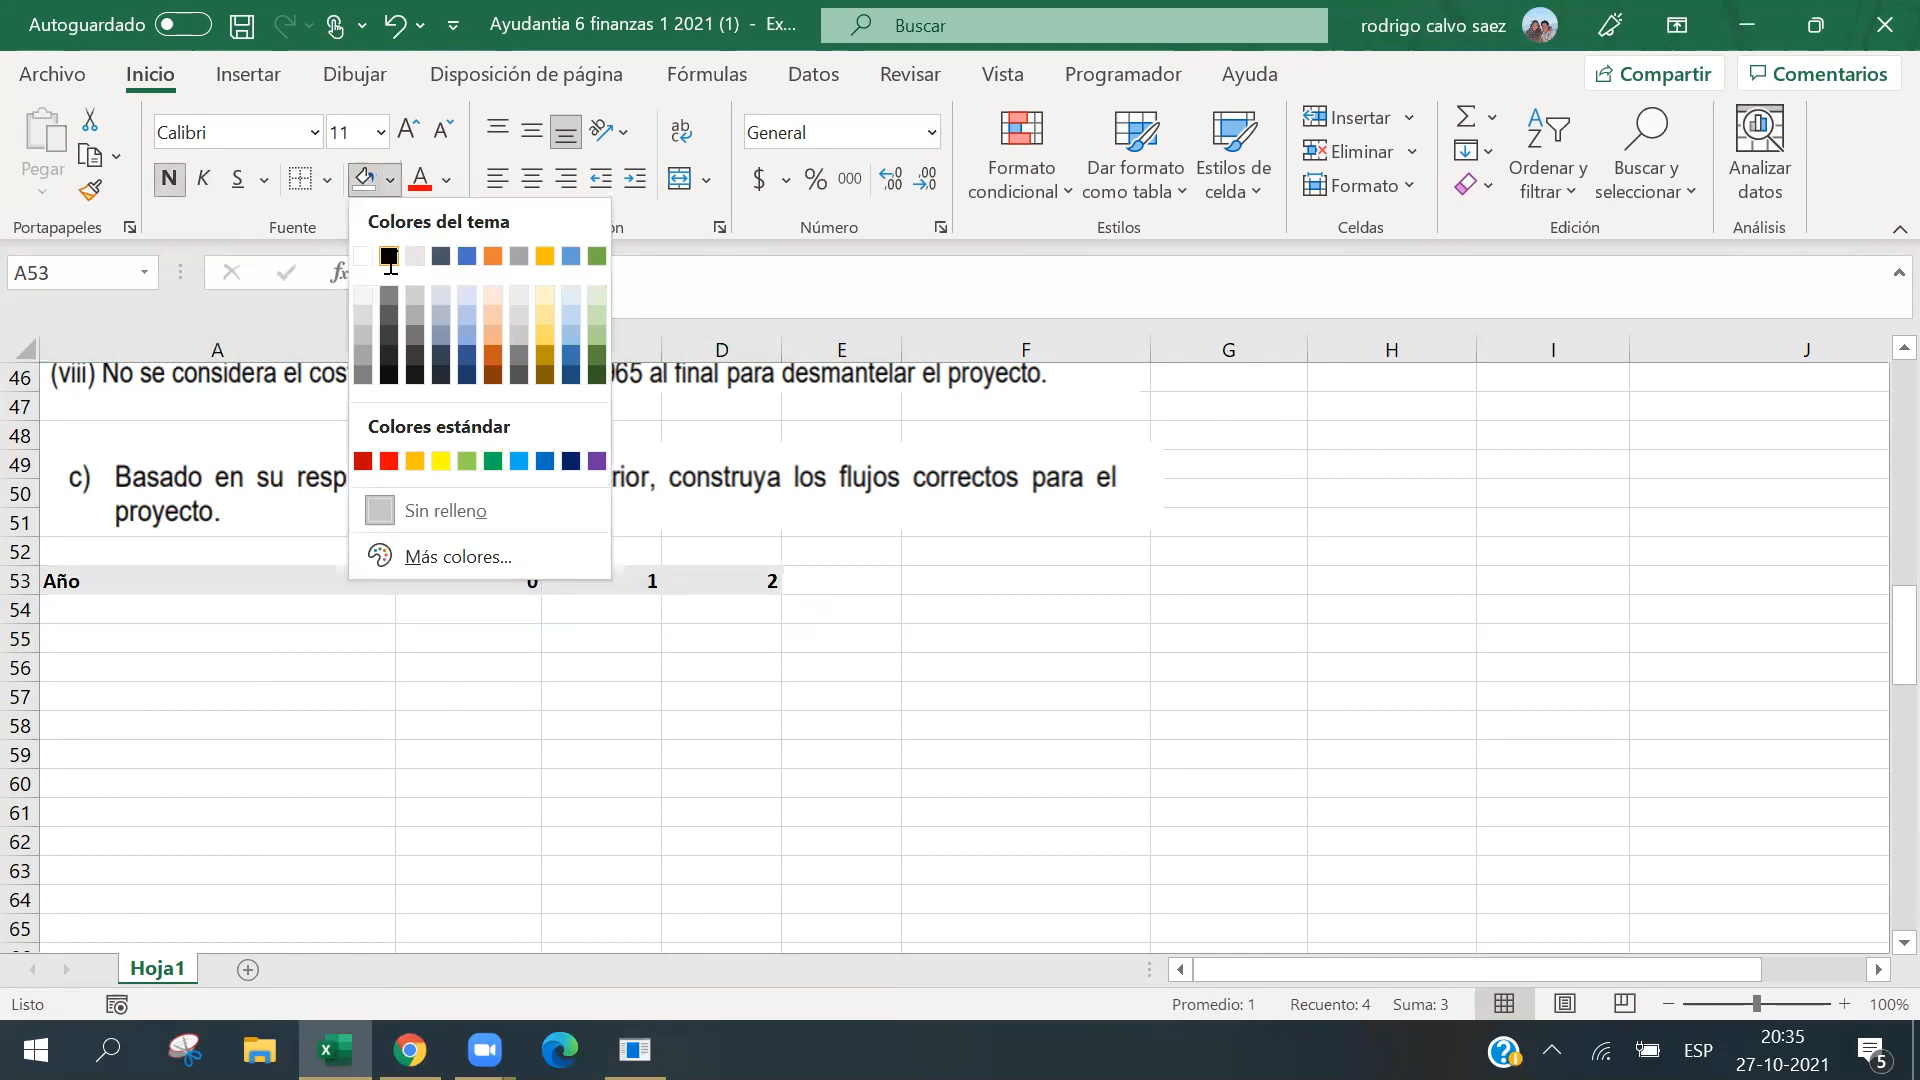 Autoguardado
Ayudantia 6 finanzas 1 2021 (1) - Ex...
Buscar
rodrigo calvo saez
Archivo Inicio Insertar Dibujar Disposición de página Fórmulas Datos Revisar Vista Programador Ayuda
Compartir Comentarios
Pegar
Calibri 11
N K S
ab
General
$ % 000
Formato condicional
Dar formato como tabla
Estilos de celda
Insertar
Eliminar
Formato
Ordenar y filtrar
Buscar y seleccionar
Analizar datos
Portapapeles Fuente Número Estilos Celdas Edición Análisis
A53
fx
Colores del tema
Colores estándar
Sin relleno
Más colores...
A D E F G H I J
46 (viii) No se considera el cos 965 al final para desmantelar el proyecto.
47
48
49 c) Basado en su resp rior, construya los flujos correctos para el
50
51 proyecto.
52
53 Año 0 1 2
54
55
56
57
58
59
60
61
62
63
64
65
Hoja1
Listo
Promedio: 1 Recuento: 4 Suma: 3
100%
ESP
20:35
27-10-2021
5